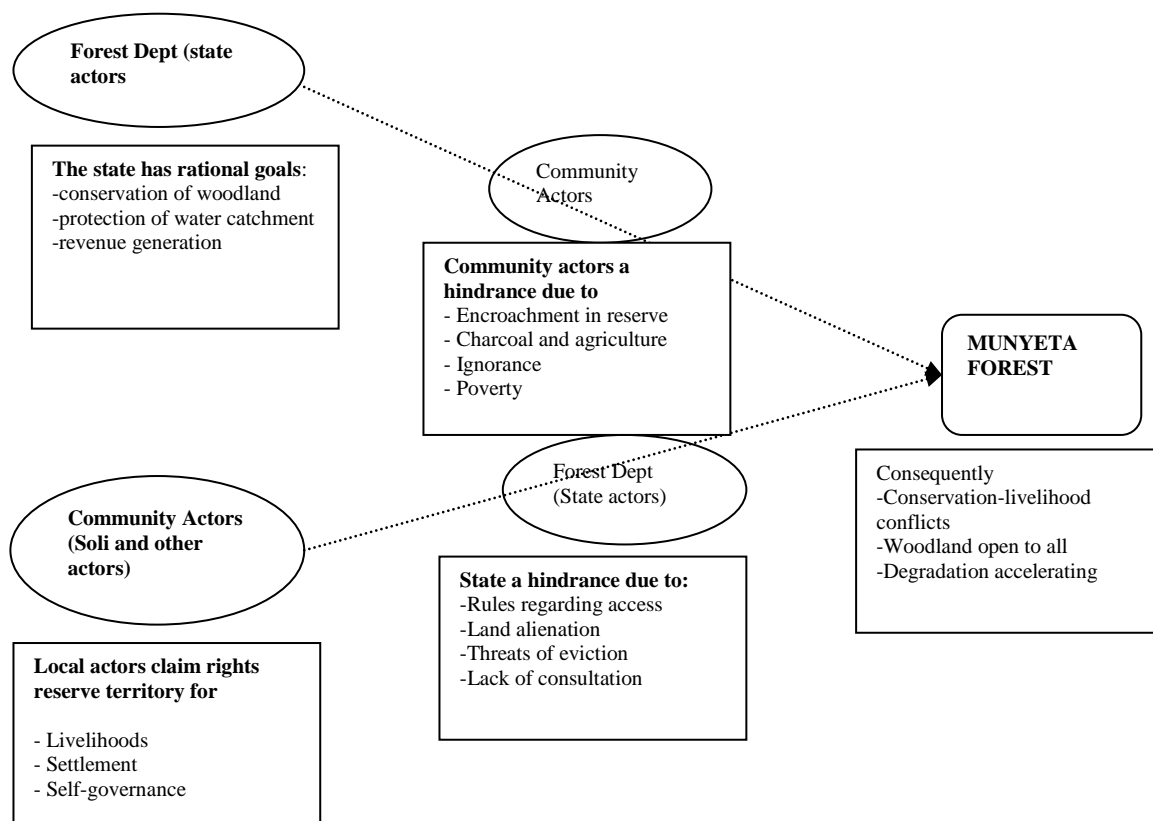 Forest Dept (state
actors
The state has rational goals:
-conservation of woodland
-protection of water catchment
-revenue generation
Community
Actors
Community actors a
hindrance due to
- Encroachment in reserve
- Charcoal and agriculture
- Ignorance
- Poverty
MUNYETA
FOREST
Consequently
-Conservation-livelihood
conflicts
-Woodland open to all
-Degradation accelerating
Community Actors
(Soli and other
actors)
Local actors claim rights
reserve territory for
- Livelihoods
- Settlement
- Self-governance
Forest Dept
(State actors)
State a hindrance due to:
-Rules regarding access
-Land alienation
-Threats of eviction
-Lack of consultation